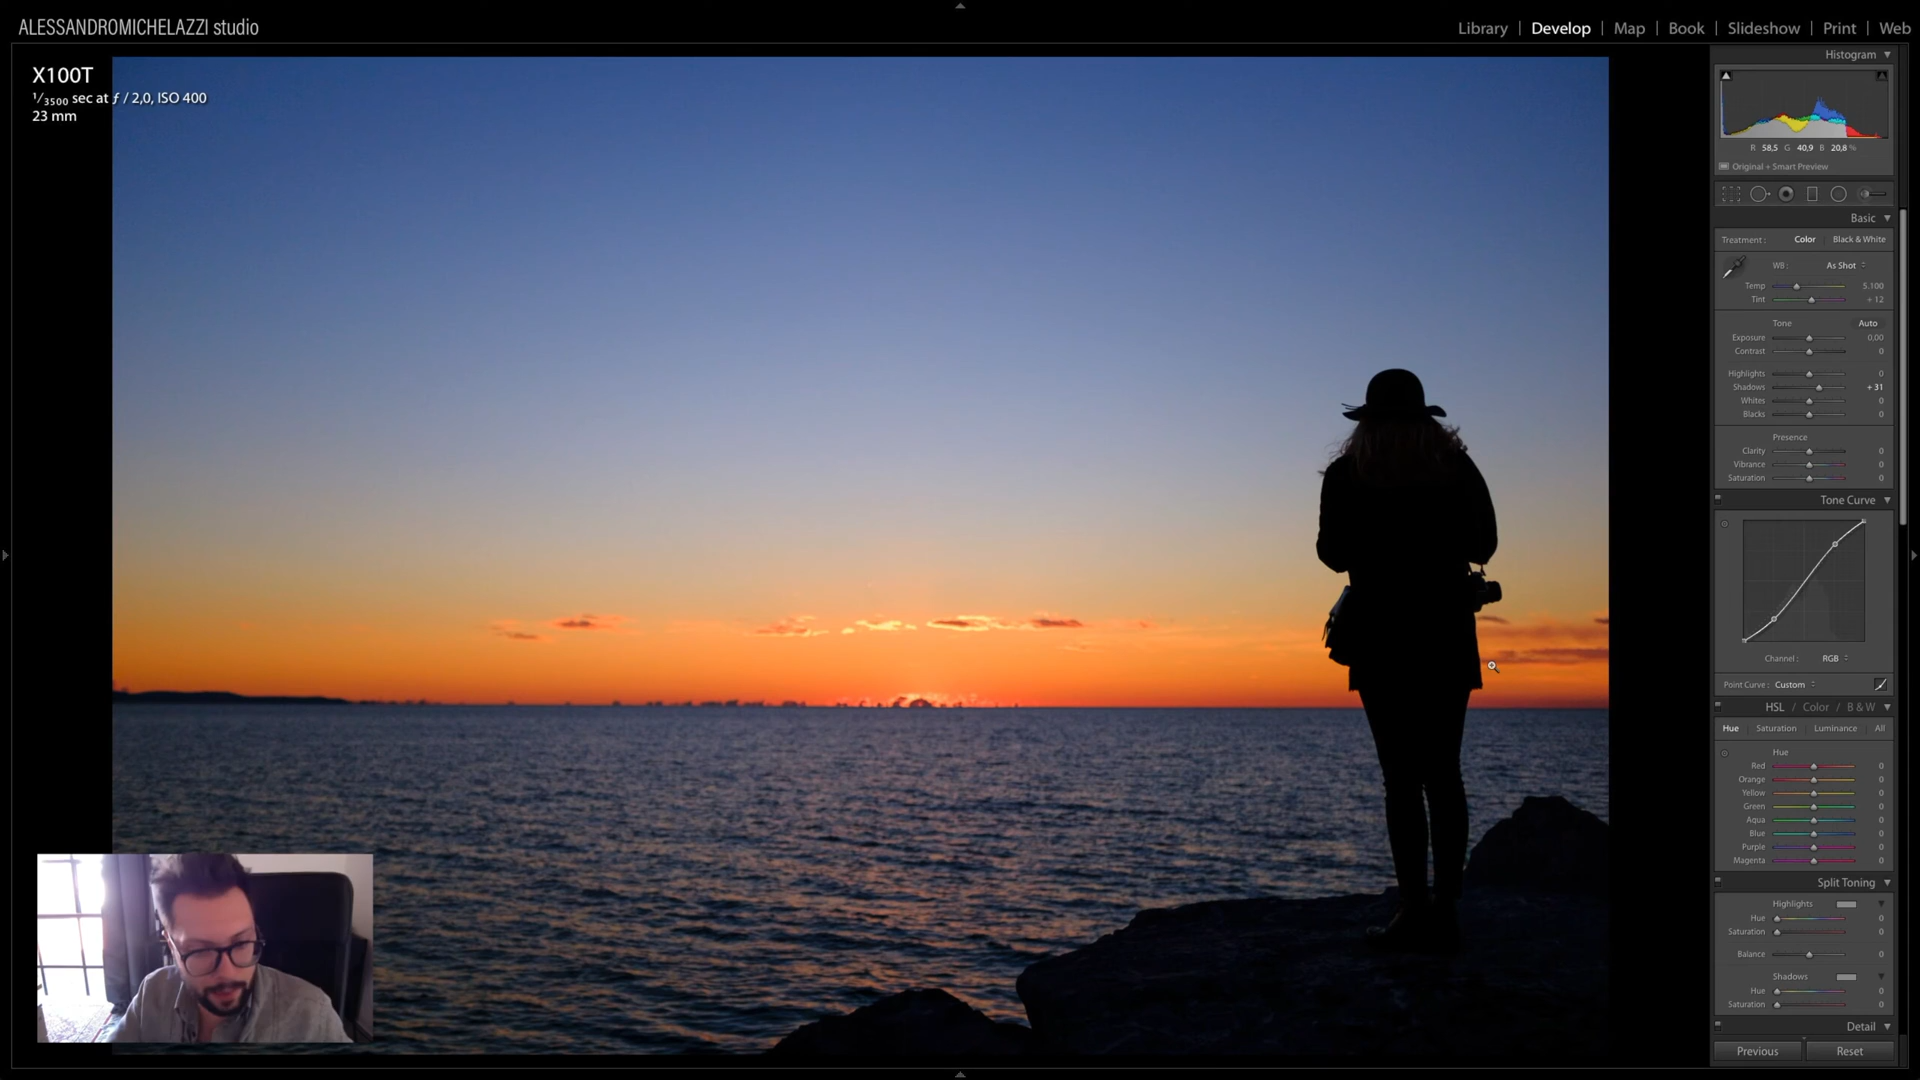 ALESSANDROMICHELAZZI studio
Library | Develop | Map | Book | Slideshow | Print | Web
X100T
1/3500 sec at ƒ / 2,0, ISO 400
23 mm
Histogram
R 58,5 G 40,9 B 20,8 %
Original + Smart Preview
Basic
Treatment : Color Black & White
WB : As Shot
Temp 5.100
Tint + 12
Tone Auto
Exposure 0,00
Contrast 0
Highlights 0
Shadows + 31
Whites 0
Blacks 0
Presence
Clarity 0
Vibrance 0
Saturation 0
Tone Curve
Channel : RGB
Point Curve : Custom
HSL / Color / B & W
Hue Saturation Luminance All
Hue
Red 0
Orange 0
Yellow 0
Green 0
Aqua 0
Blue 0
Purple 0
Magenta 0
Split Toning
Highlights
Hue 0
Saturation 0
Balance 0
Shadows
Hue 0
Saturation 0
Detail
Previous Reset